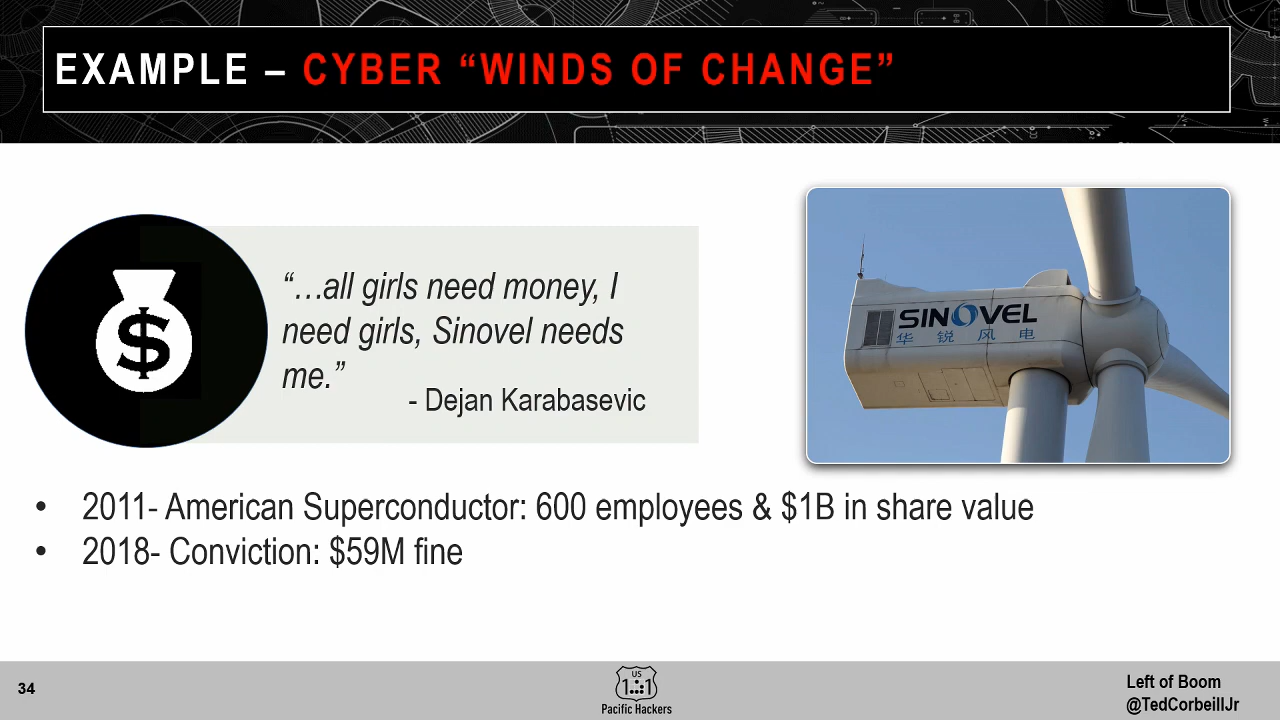 EXAMPLE – CYBER “WINDS OF CHANGE”
“…all girls need money, I
need girls, Sinovel needs
me.”
- Dejan Karabasevic
SINOVEL
华锐风电
• 2011- American Superconductor: 600 employees & $1B in share value
• 2018- Conviction: $59M fine
34
US
1:1
Pacific Hackers
Left of Boom
@TedCorbeillJr